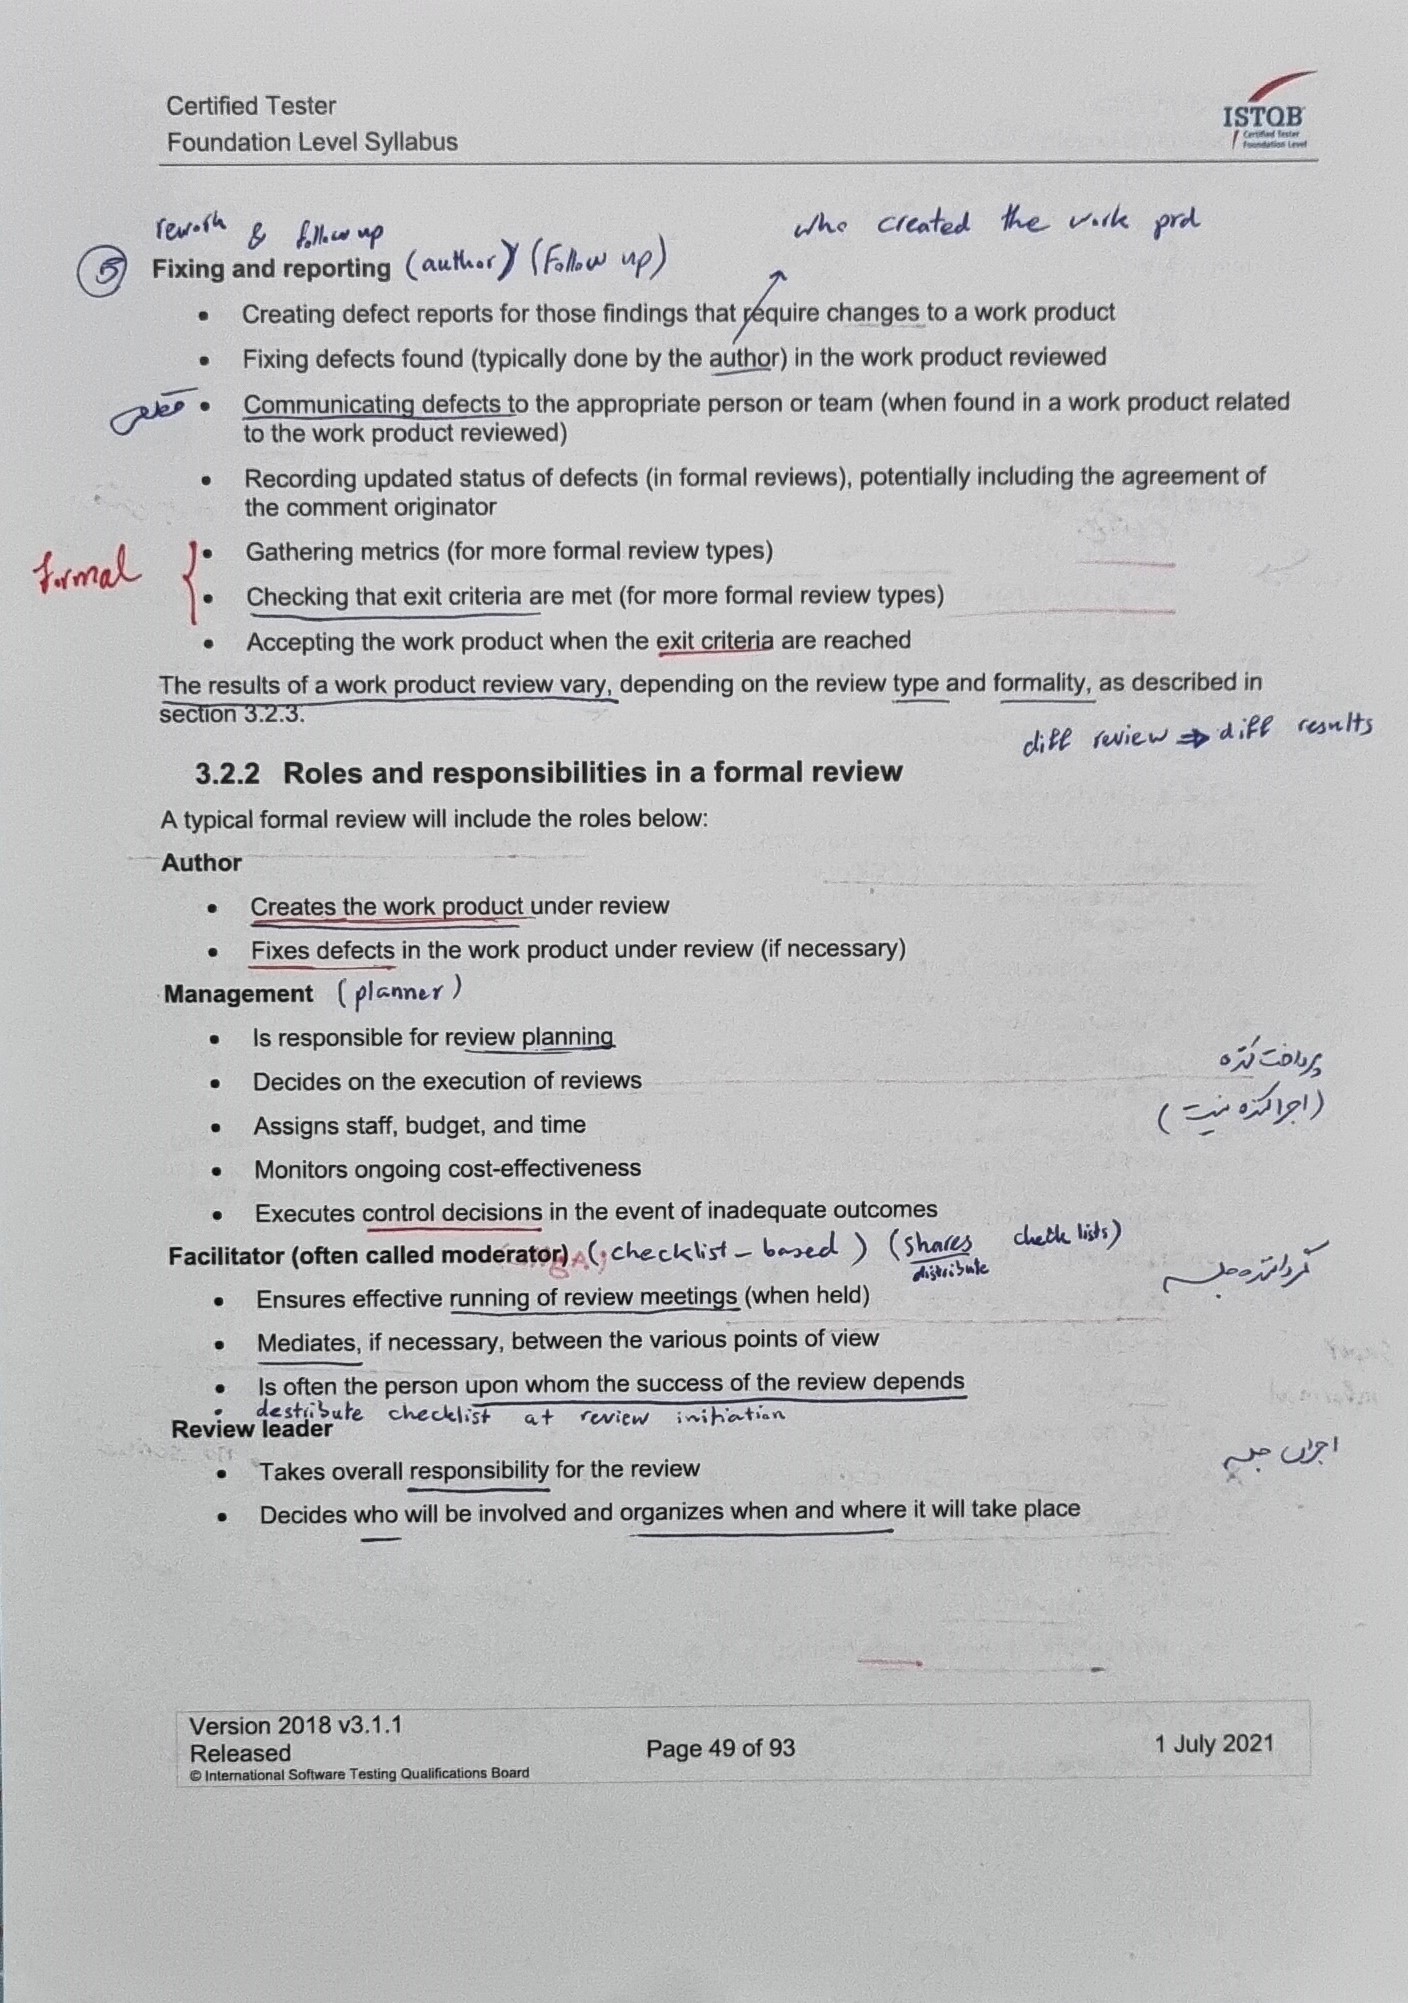 Certified Tester
Foundation Level Syllabus
ISTQB
Certified Tester
Foundation Level
rework & follow up
who created the work prd
5 Fixing and reporting (author) (Follow up)
• Creating defect reports for those findings that require changes to a work product
• Fixing defects found (typically done by the author) in the work product reviewed
• Communicating defects to the appropriate person or team (when found in a work product related
to the work product reviewed)
• Recording updated status of defects (in formal reviews), potentially including the agreement of
the comment originator
formal
• Gathering metrics (for more formal review types)
• Checking that exit criteria are met (for more formal review types)
• Accepting the work product when the exit criteria are reached
The results of a work product review vary, depending on the review type and formality, as described in
section 3.2.3.
diff review ⇒ diff results
3.2.2 Roles and responsibilities in a formal review
A typical formal review will include the roles below:
Author
• Creates the work product under review
• Fixes defects in the work product under review (if necessary)
Management (planner)
• Is responsible for review planning
پرداخت کننده
• Decides on the execution of reviews
(اجرا کننده نیست)
• Assigns staff, budget, and time
• Monitors ongoing cost-effectiveness
• Executes control decisions in the event of inadequate outcomes
Facilitator (often called moderator) (checklist-based) (shares check lists)
distribute
گرداننده جلسه
• Ensures effective running of review meetings (when held)
• Mediates, if necessary, between the various points of view
• Is often the person upon whom the success of the review depends
• destribute checklist at review initiation
Review leader
جلسه
• Takes overall responsibility for the review
• Decides who will be involved and organizes when and where it will take place
Version 2018 v3.1.1
Released
© International Software Testing Qualifications Board
Page 49 of 93
1 July 2021